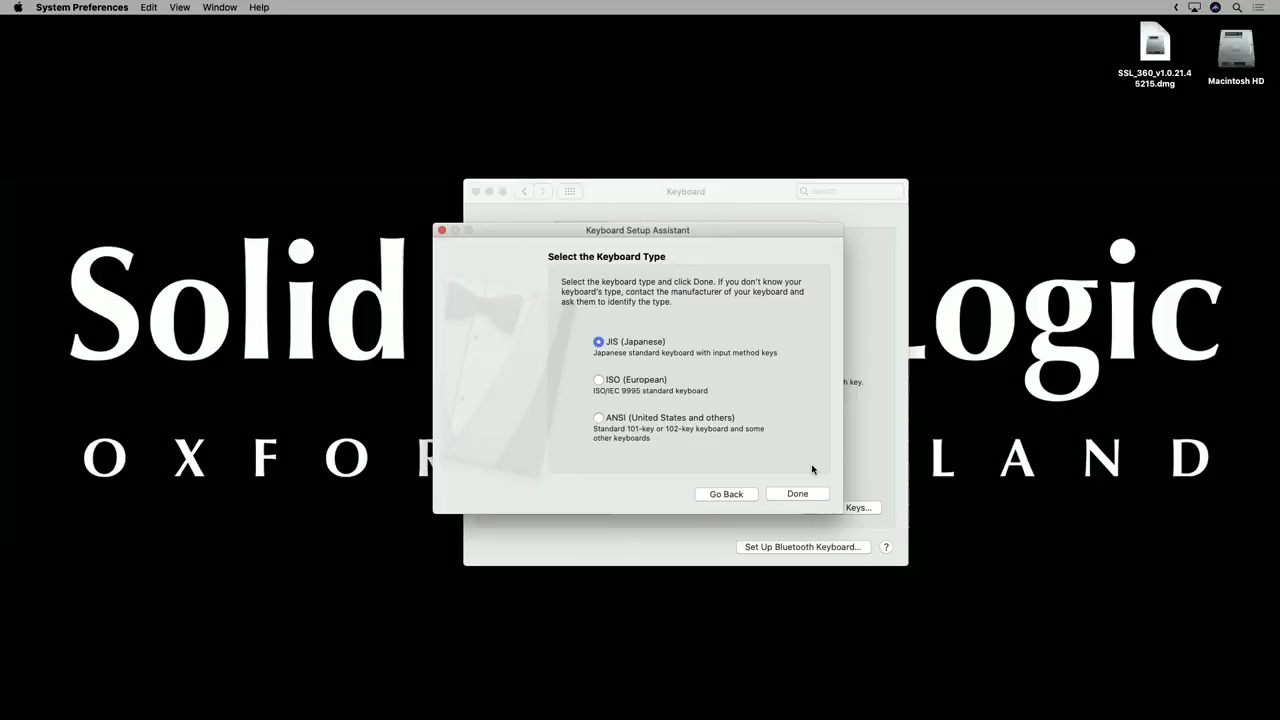 System Preferences Edit View Window Help
SSL_360_v1.0.21.4
5215.dmg
Macintosh HD
Keyboard
Search
Keyboard Setup Assistant
Select the Keyboard Type
Select the keyboard type and click Done. If you don't know your
keyboard's type, contact the manufacturer of your keyboard and
ask them to identify the type.
JIS (Japanese)
Japanese standard keyboard with input method keys
ISO (European)
ISO/IEC 9995 standard keyboard
ANSI (United States and others)
Standard 101-key or 102-key keyboard and some
other keyboards
Go Back Done
h key.
Keys...
Set Up Bluetooth Keyboard... ?
Solid Logic
OXFOR LAND